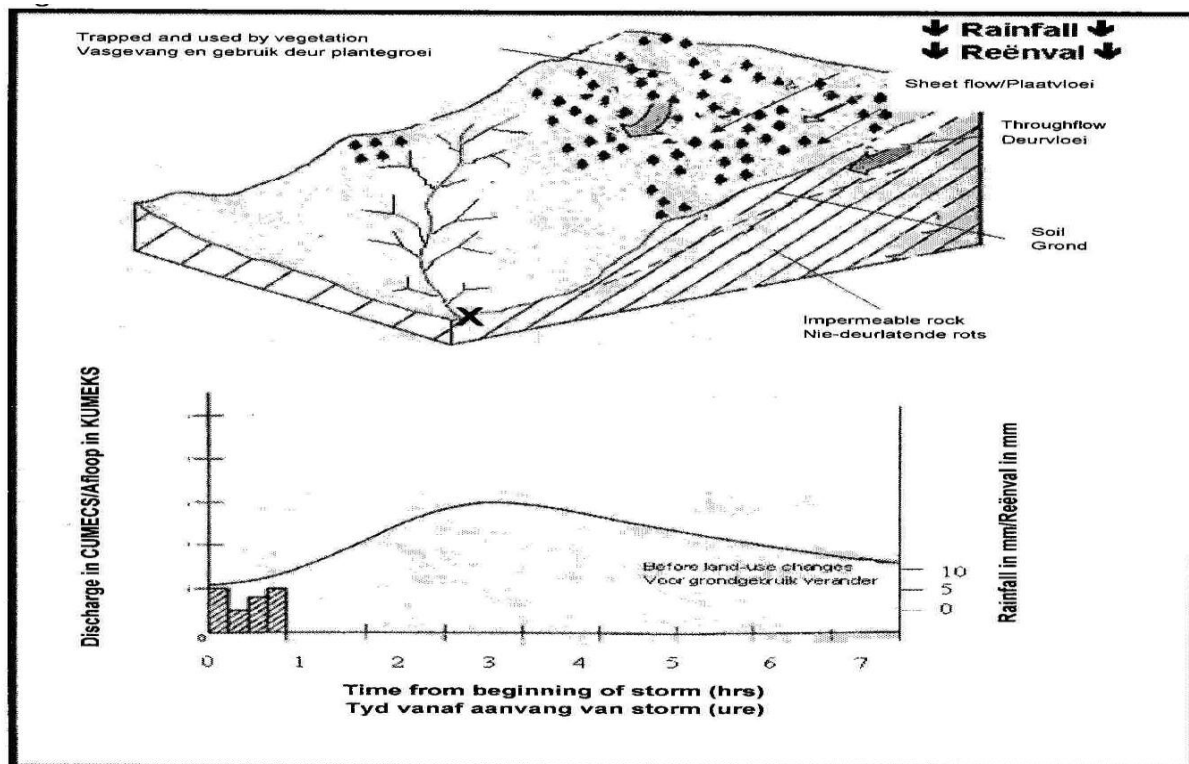 Trapped and used by vegetation
Vasgevang en gebruik deur plantegroei
↓ Rainfall ↓
↓ Reënval ↓
Sheet flow/Plaatvloei
Throughflow
Deurvloei
Soil
Grond
X
Impermeable rock
Nie-deurlatende rots
Discharge in CUMECS/Afloop in KUMEKS
Before land-use changes
Voor grondgebruik verander
10
5
0
Rainfall in mm/Reënval in mm
0
0 1 2 3 4 5 6 7
Time from beginning of storm (hrs)
Tyd vanaf aanvang van storm (ure)